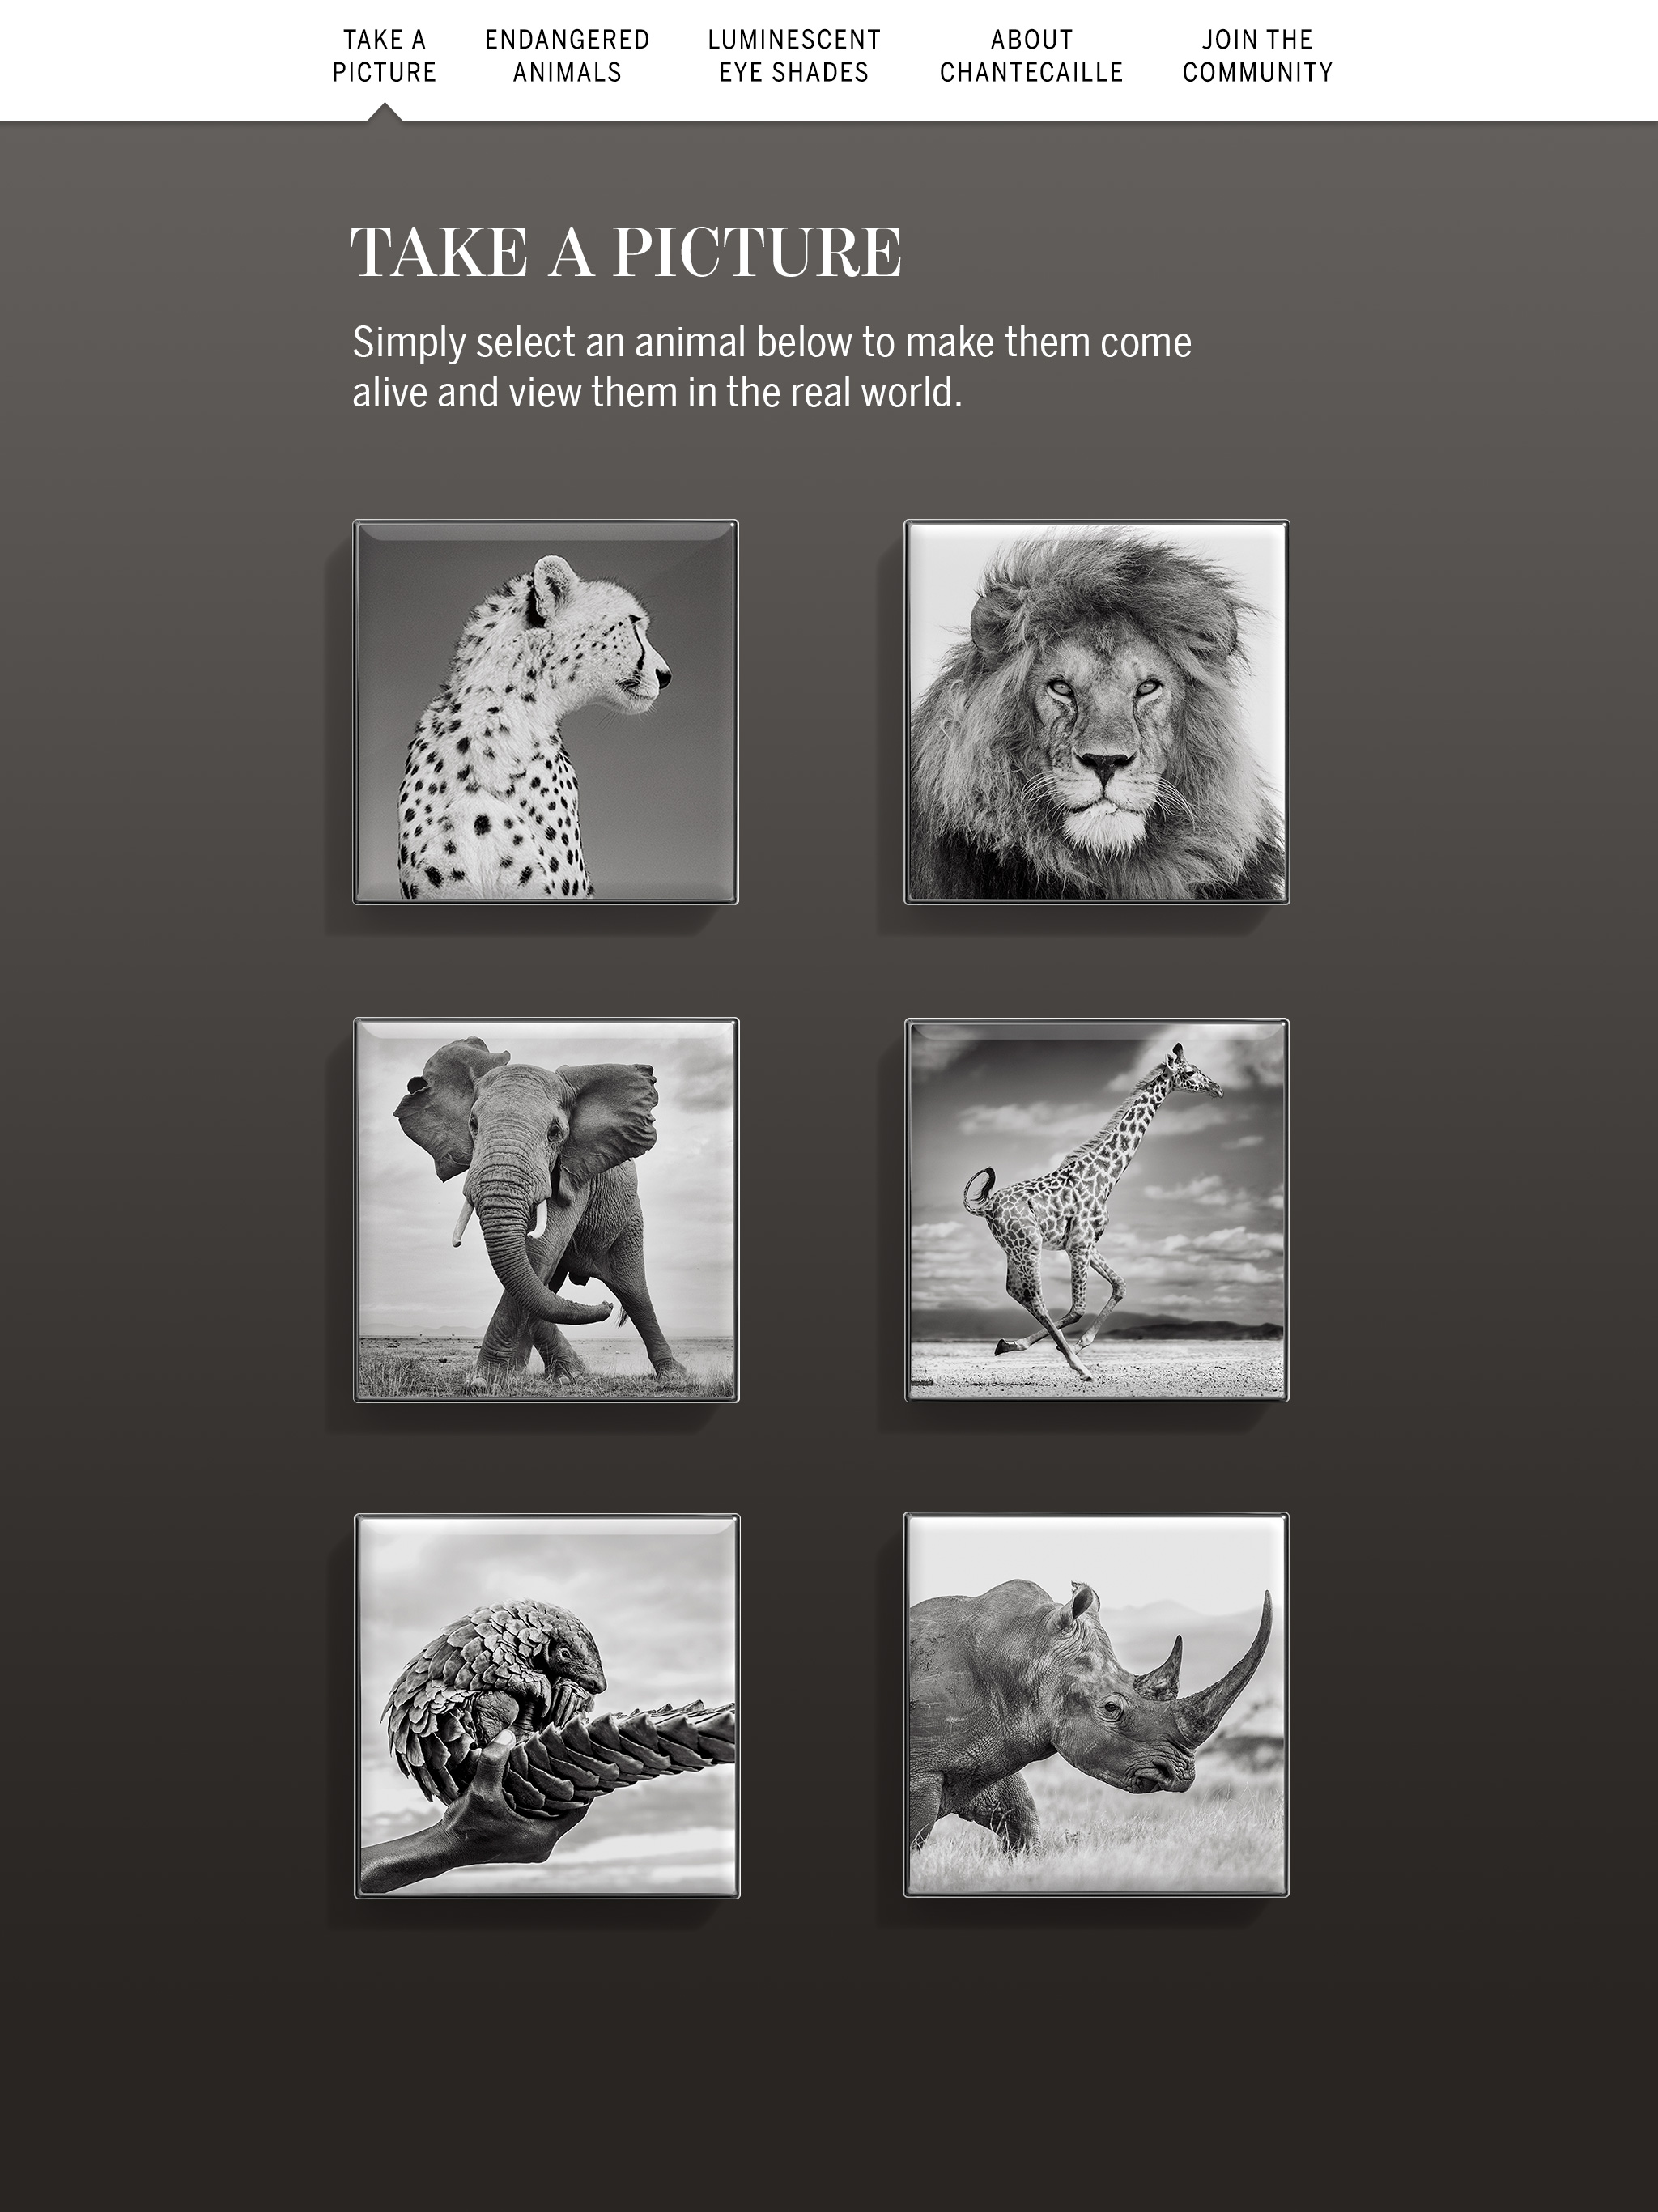 TAKE A
PICTURE
ENDANGERED
ANIMALS
LUMINESCENT
EYE SHADES
ABOUT
CHANTECAILLE
JOIN THE
COMMUNITY
TAKE A PICTURE
Simply select an animal below to make them come
alive and view them in the real world.